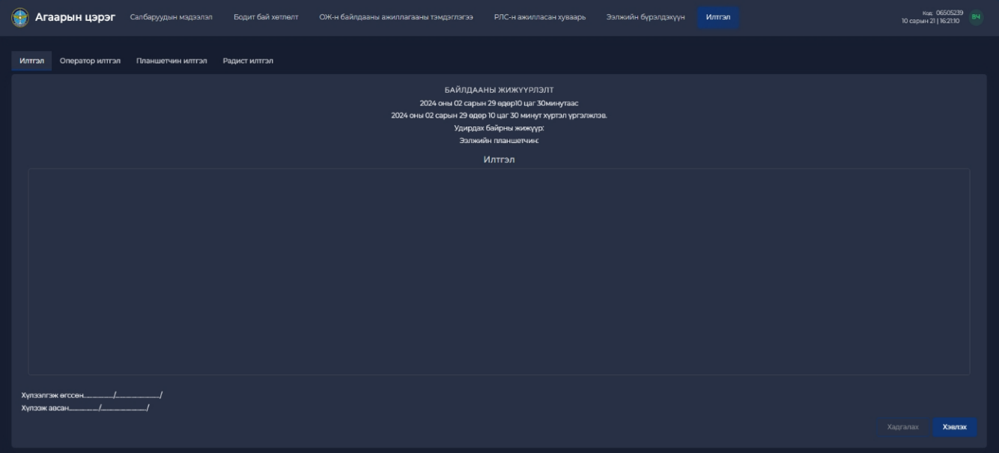 Агаарын цэрэг
Салбаруудын мэдээлэл
Бодит бай хөтлөлт
ОЖ-н байлдааны ажиллагааны тэмдэглэгээ
РЛС-н ажилласан хуваарь
Ээлжийн бүрэлдэхүүн
Илтгэл
Код: 06505239
10 сарын 21 | 16:21:10
ВЧ
Илтгэл
Оператор илтгэл
Планшетчин илтгэл
Радист илтгэл
БАЙЛДААНЫ ЖИЖҮҮРЛЭЛТ
2024 оны 02 сарын 29 өдөр10 цаг 30минутаас
2024 оны 02 сарын 29 өдөр 10 цаг 30 минут хүртэл үргэлжлэв.
Удирдах байрны жижүүр:
Ээлжийн планшетчин:
Илтгэл
Хүлээлгэж өгссөн..................../............................/
Хүлээж авсан..................../............................../
Хадгалах
Хэвлэх